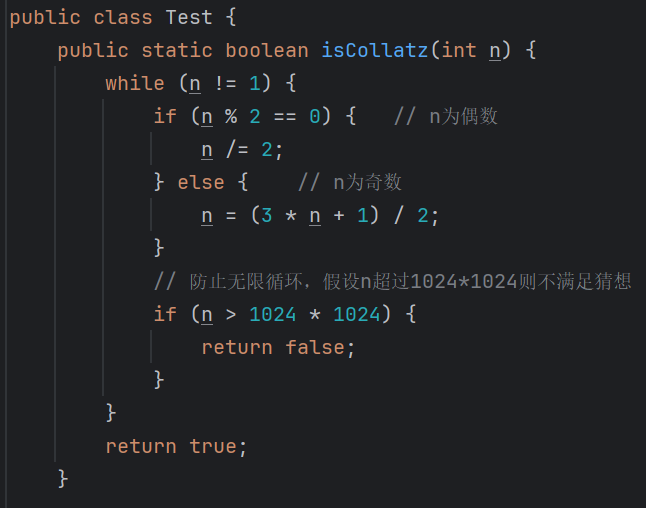 public class Test {
public static boolean isCollatz(int n) {
while (n != 1) {
if (n % 2 == 0) {   // n为偶数
n /= 2;
} else {    // n为奇数
n = (3 * n + 1) / 2;
}
// 防止无限循环，假设n超过1024*1024则不满足猜想
if (n > 1024 * 1024) {
return false;
}
}
return true;
}